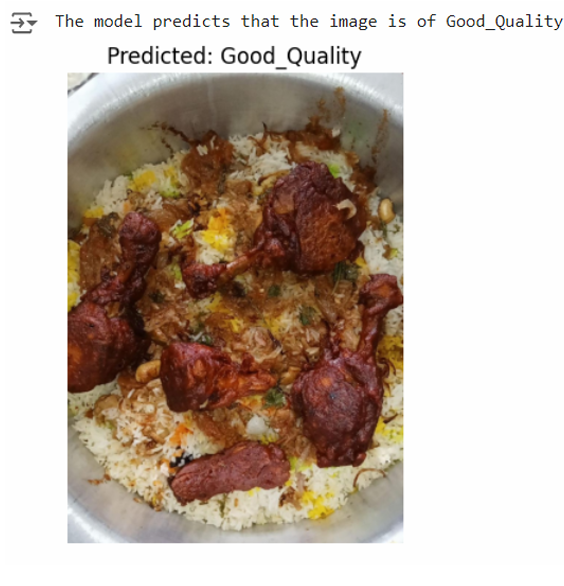 The model predicts that the image is of Good_Quality
Predicted: Good_Quality